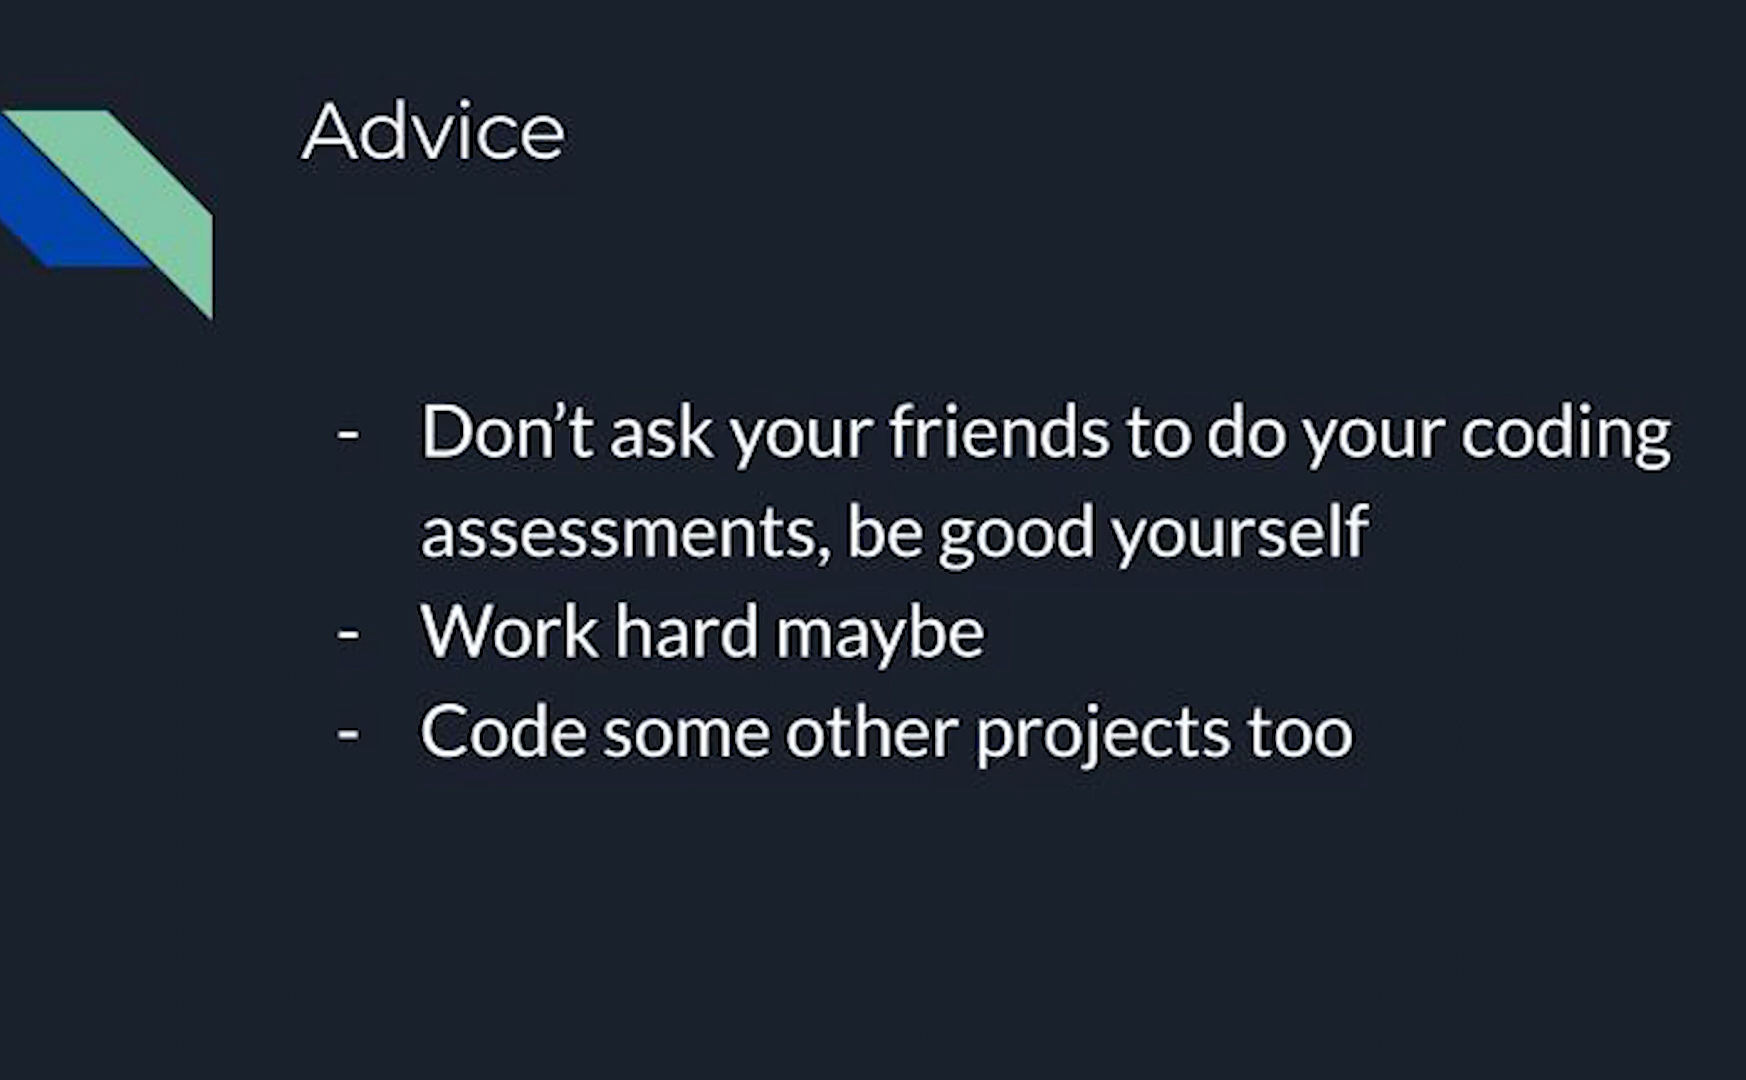 Advice
- Don’t ask your friends to do your coding
assessments, be good yourself
- Work hard maybe
- Code some other projects too